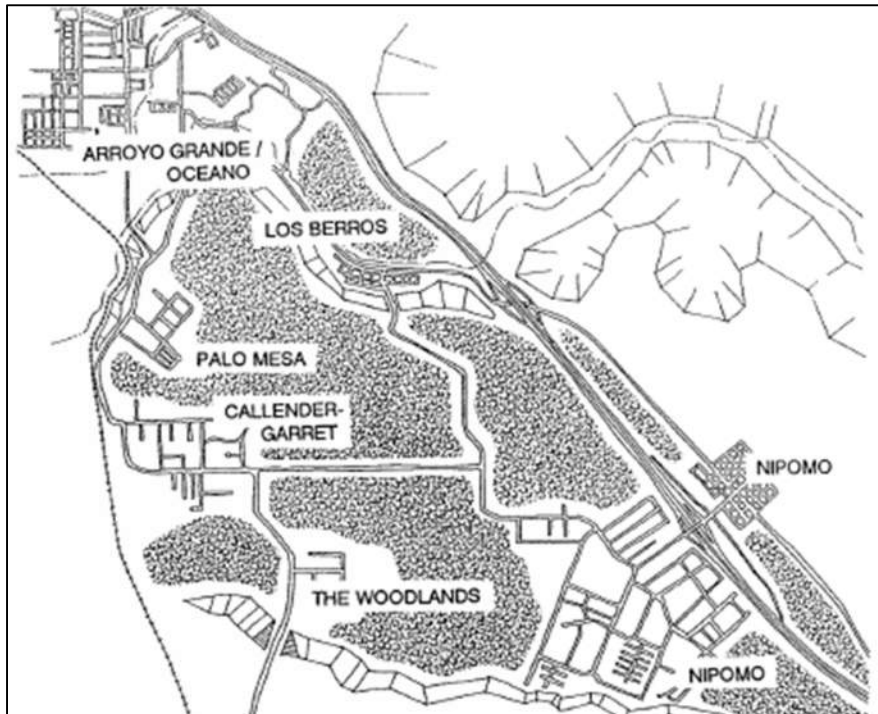 ARROYO GRANDE /
OCEANO
LOS BERROS
PALO MESA
CALLENDER-
GARRET
NIPOMO
THE WOODLANDS
NIPOMO